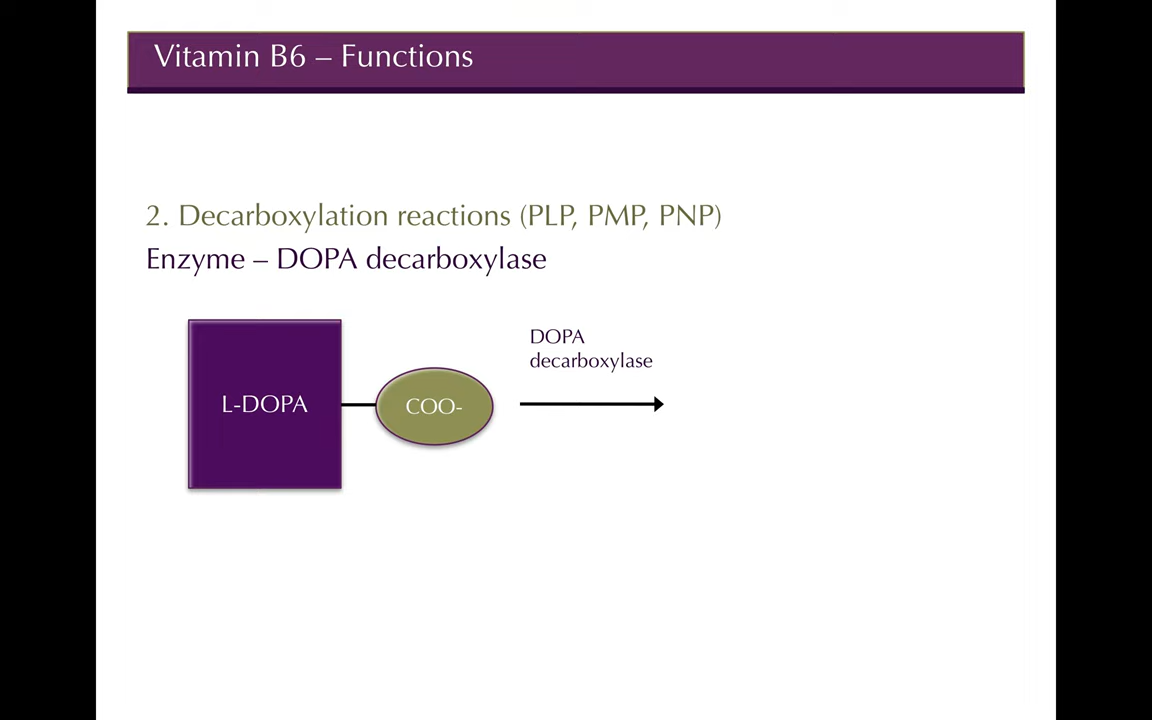 Vitamin B6 – Functions
2. Decarboxylation reactions (PLP, PMP, PNP)
Enzyme – DOPA decarboxylase
DOPA
decarboxylase
L-DOPA
COO-